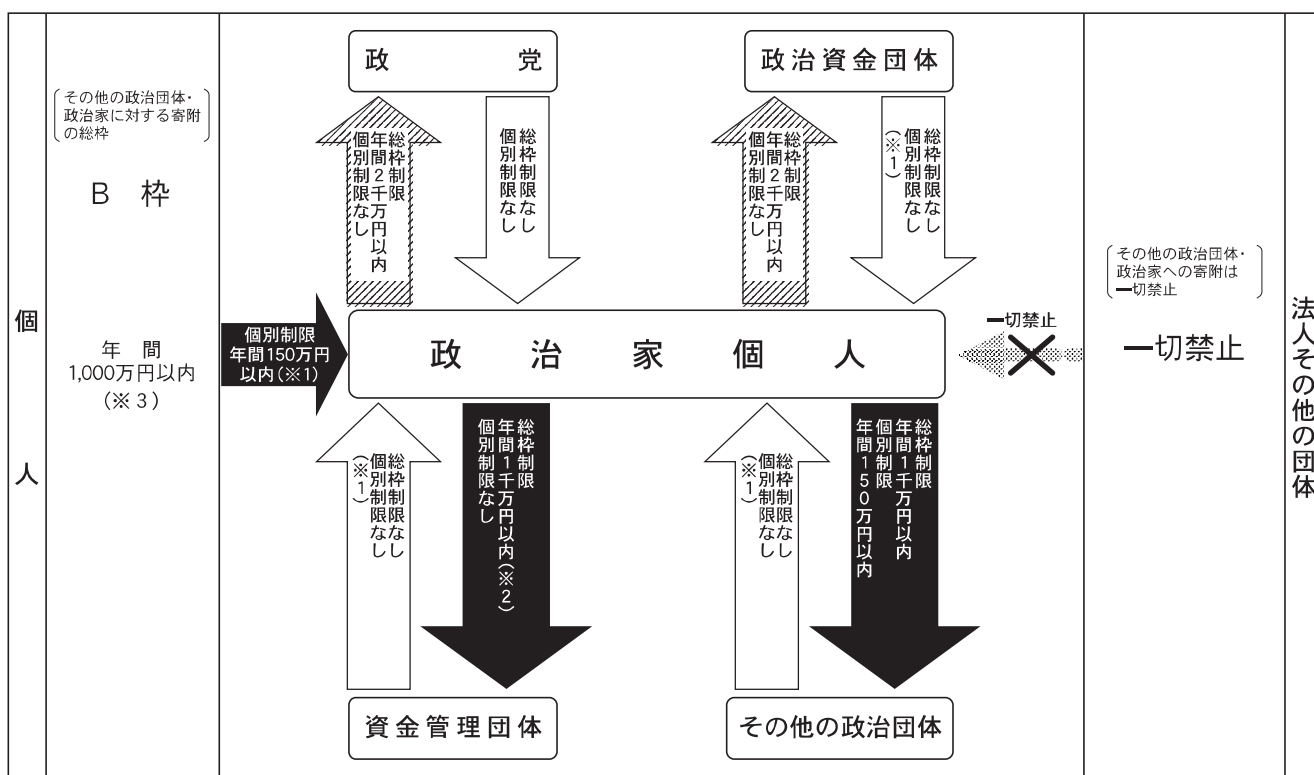 個人
その他の政治団体・
政治家に対する寄附
の総枠
B 枠
年 間
1,000万円以内
(※3)
政党
政治資金団体
総枠制限
年間2千万円以内
個別制限なし
総枠制限なし
個別制限なし
総枠制限
年間2千万円以内
個別制限なし
総枠制限なし
個別制限なし
(※1)
個別制限
年間150万円
以内(※1)
政治家個人
一切禁止
総枠制限なし
個別制限なし
(※1)
総枠制限
年間1千万円以内(※2)
個別制限なし
総枠制限なし
個別制限なし
(※1)
総枠制限
年間1千万円以内
個別制限
年間150万円以内
資金管理団体
その他の政治団体
その他の政治団体・
政治家への寄附は
一切禁止
一切禁止
法人その他の団体